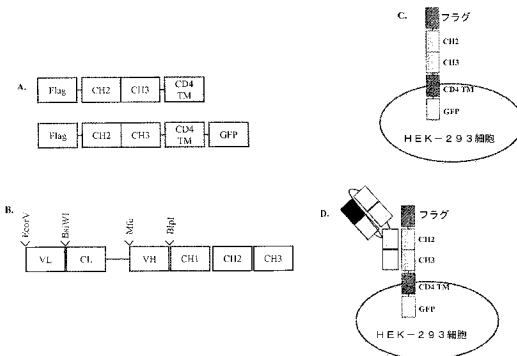 A.
Flag CH2 CH3 CD4 TM
Flag CH2 CH3 CD4 TM GFP
B.
EcorV BsiWI Mfe BlpI
VL CL VH CH1 CH2 CH3
C.
フラグ
CH2
CH3
CD4 TM
GFP
HEK-293細胞
D.
フラグ
CH2
CH3
CD4 TM
GFP
HEK-293細胞